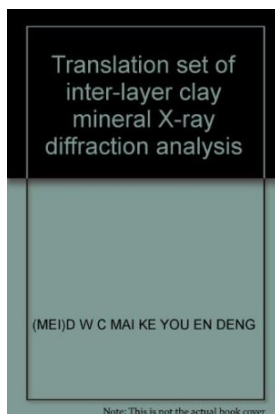 Translation set of
inter-layer clay
mineral X-ray
diffraction analysis
(MEI)D W C MAI KE YOU EN DENG
Note: This is not the actual book cover